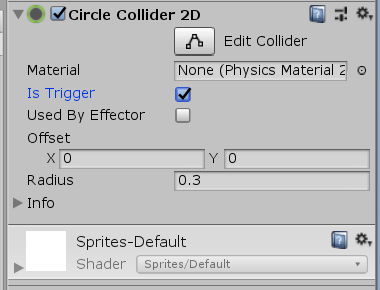 Circle Collider 2D
Edit Collider
Material None (Physics Material 2
Is Trigger
Used By Effector
Offset
X 0 Y 0
Radius 0.3
Info
Sprites-Default
Shader Sprites/Default